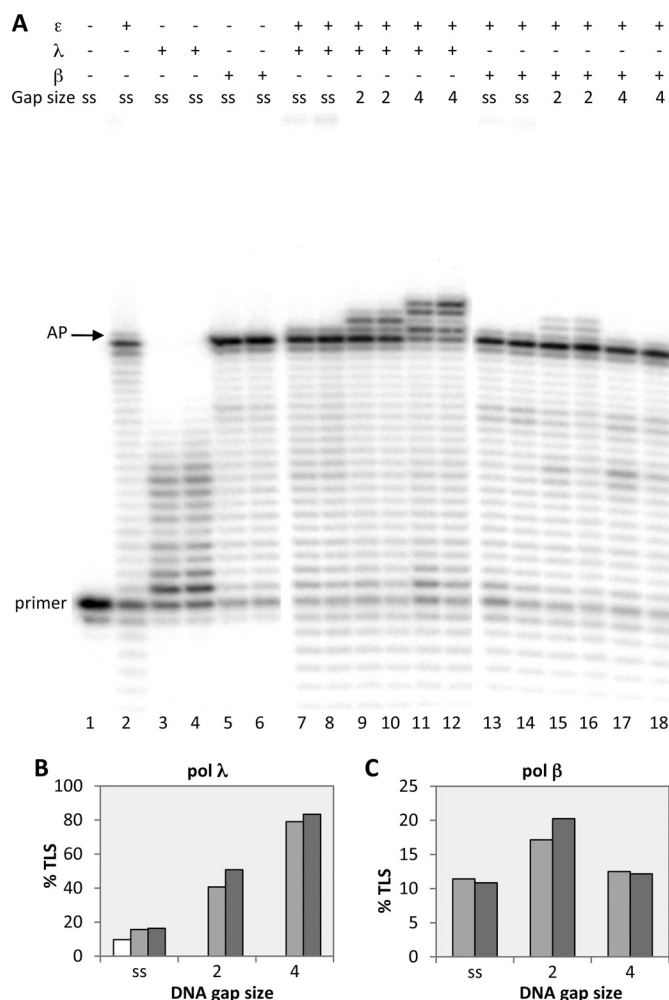 A
ε - + - - - - + + + + + + + + + + + +
λ - - + + - - + + + + + + - - - - - -
β - - - - + + - - - - - - + + + + + +
Gap size ss ss ss ss ss ss ss ss 2 2 4 4 ss ss 2 2 4 4
AP
primer
1 2 3 4 5 6 7 8 9 10 11 12 13 14 15 16 17 18
B
pol λ
% TLS
100
80
60
40
20
0
ss 2 4
DNA gap size
C
pol β
% TLS
25
20
15
10
5
0
ss 2 4
DNA gap size